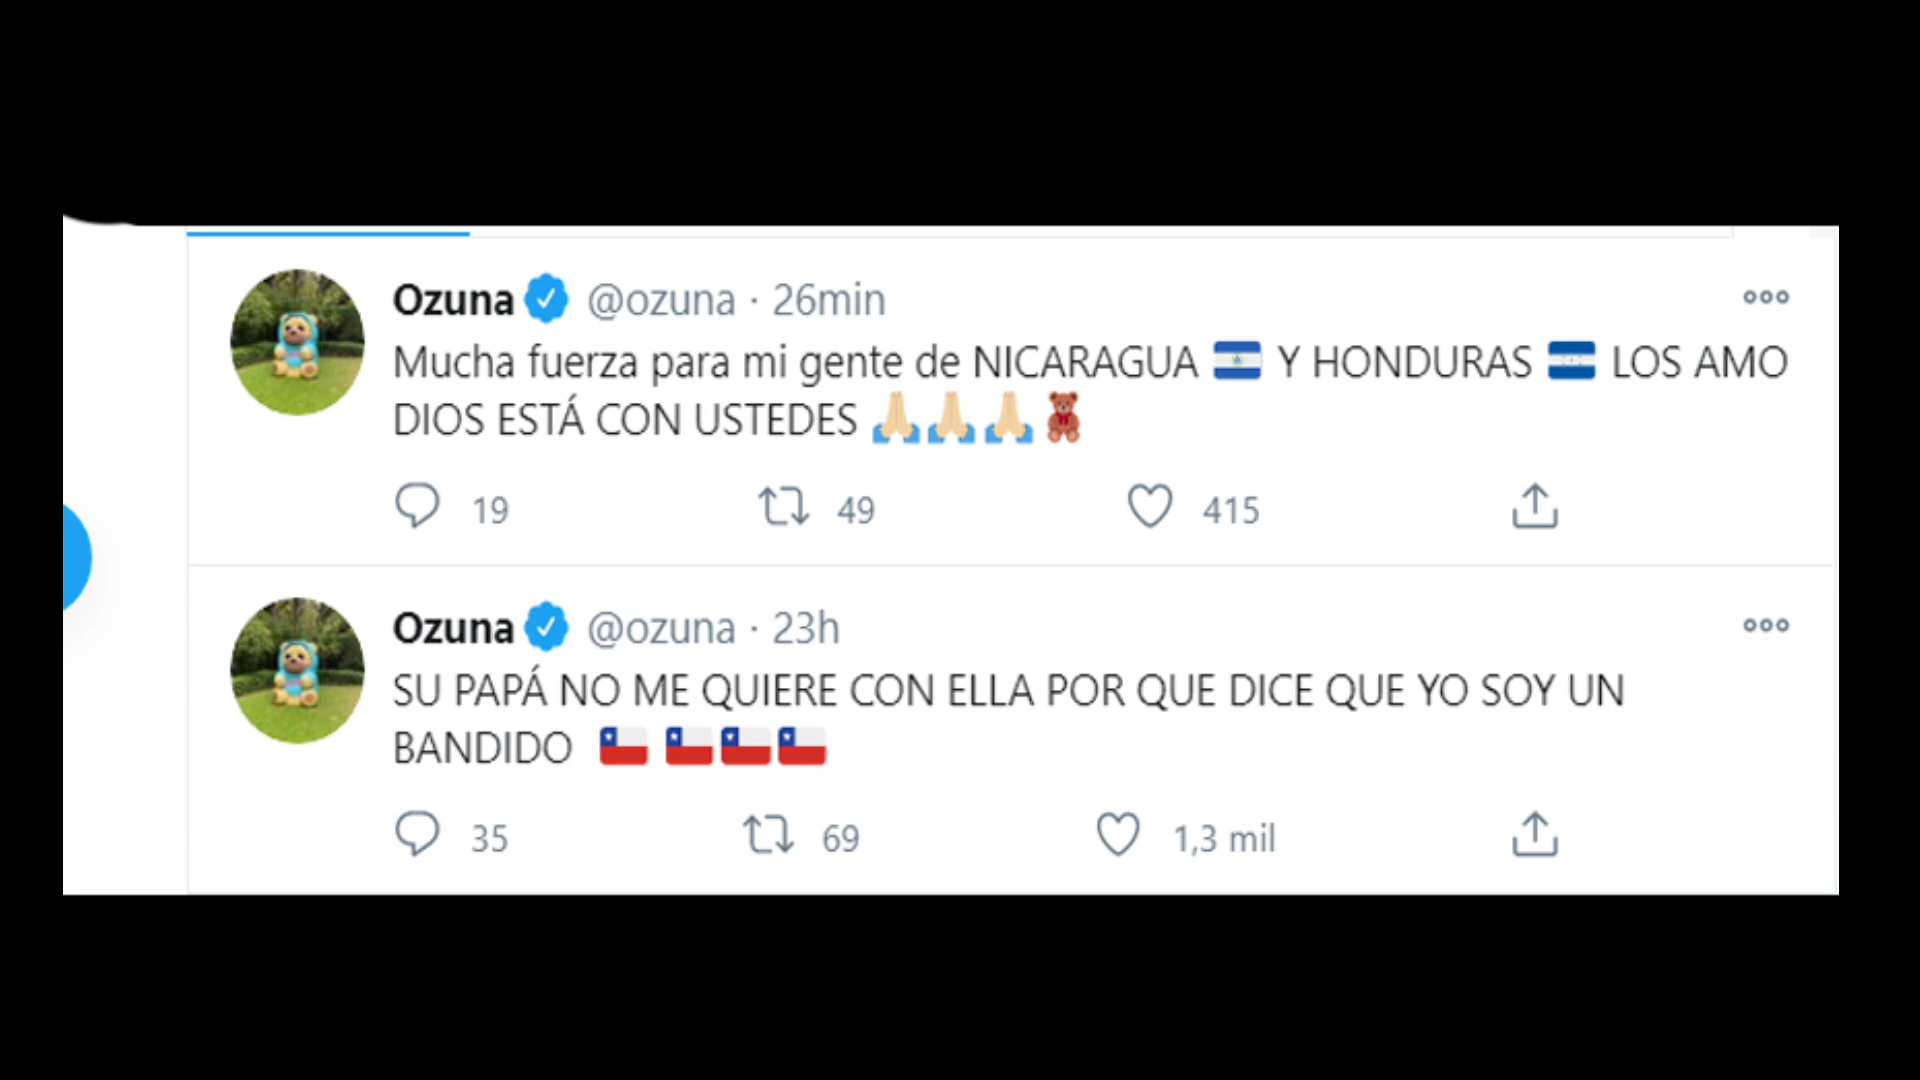 Ozuna @ozuna · 26min
Mucha fuerza para mi gente de NICARAGUA 🇳🇮 Y HONDURAS 🇭🇳 LOS AMO
DIOS ESTÁ CON USTEDES 🙏🏼🙏🏼🙏🏼🧸
19 49 415
Ozuna @ozuna · 23h
SU PAPÁ NO ME QUIERE CON ELLA POR QUE DICE QUE YO SOY UN
BANDIDO 🇨🇱 🇨🇱🇨🇱🇨🇱
35 69 1,3 mil